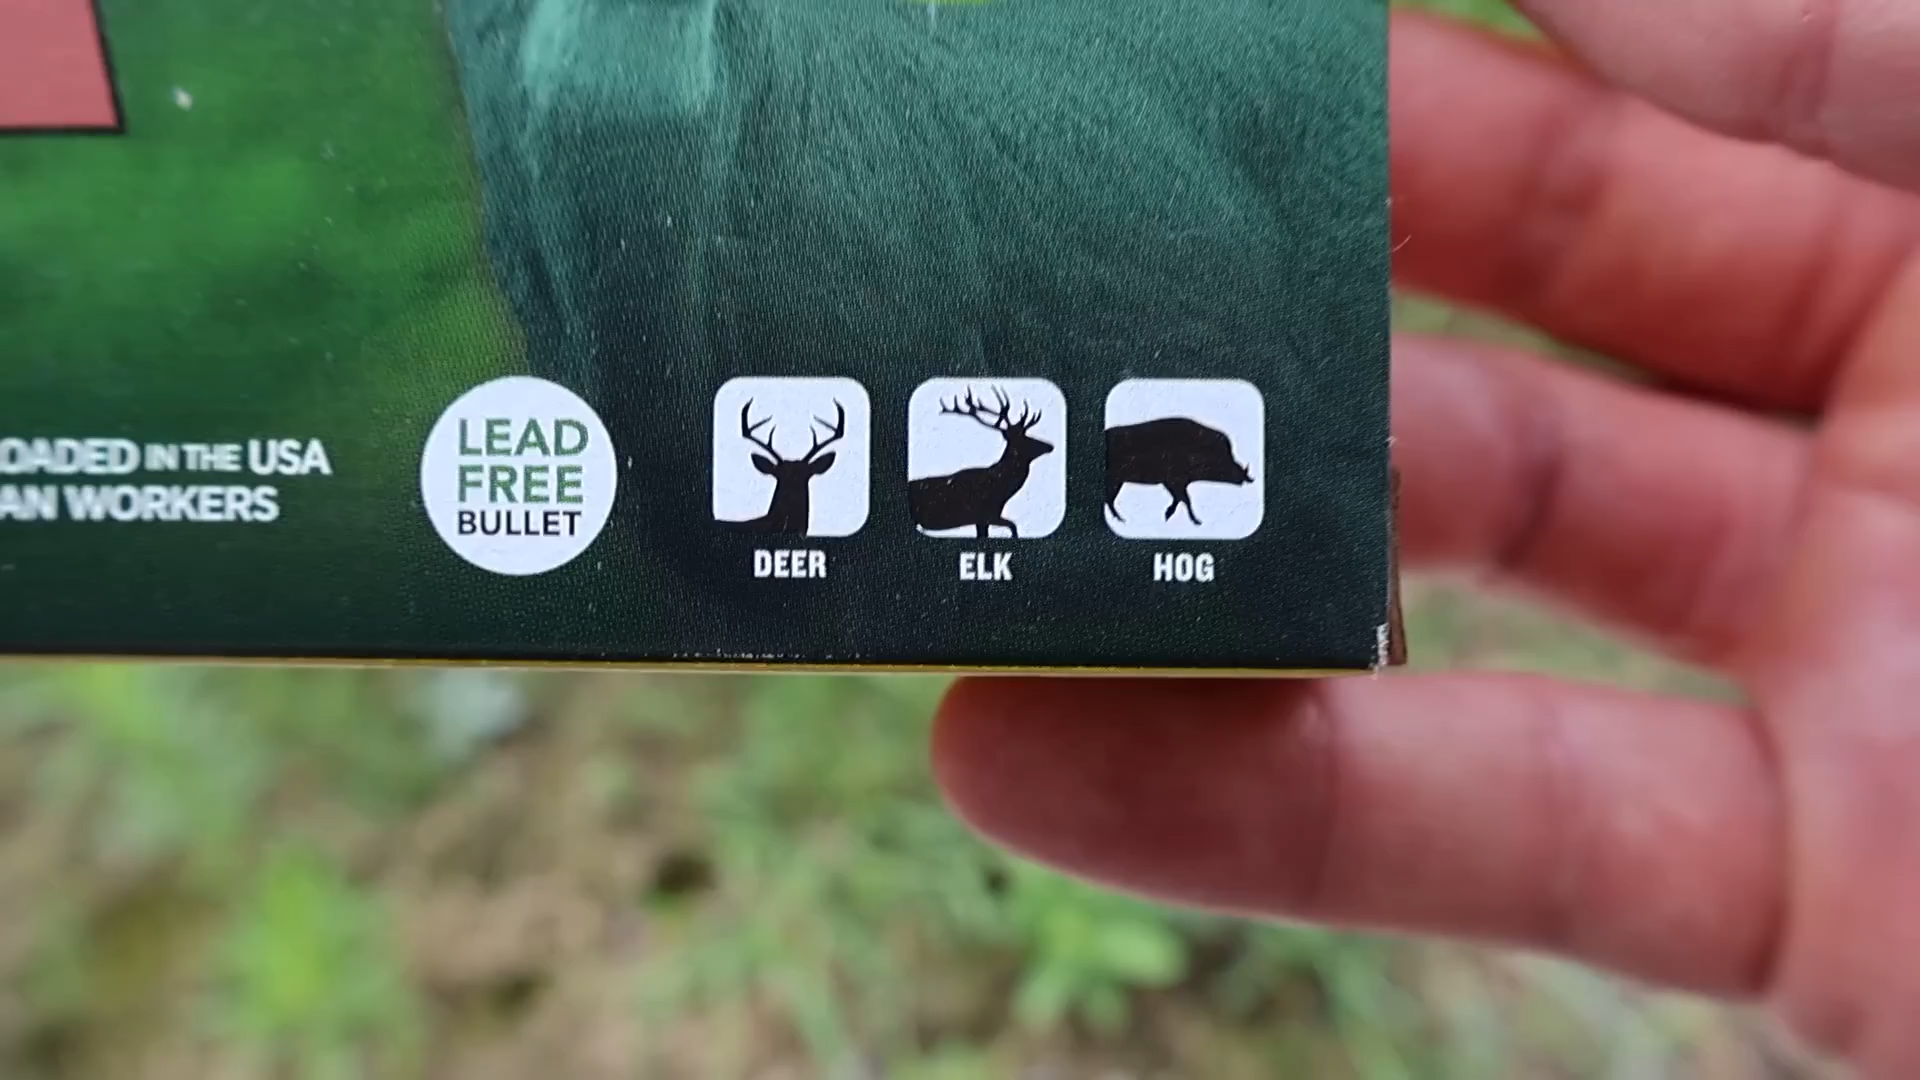 OADED IN THE USA
AN WORKERS
LEAD
FREE
BULLET
DEER
ELK
HOG